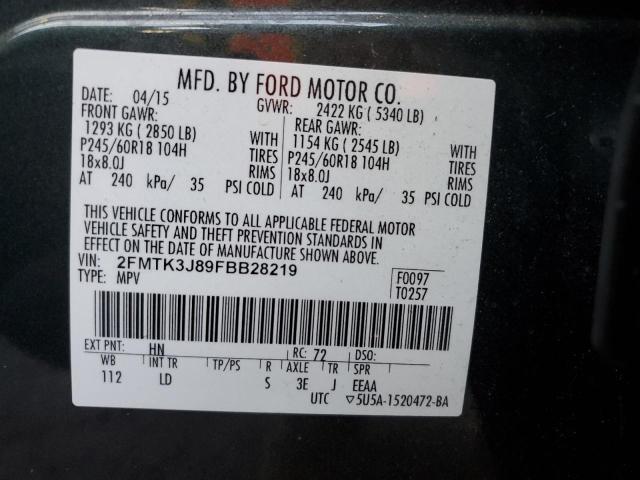 MFD. BY FORD MOTOR CO.
DATE: 04/15 GVWR: 2422 KG ( 5340 LB)
FRONT GAWR: REAR GAWR:
1293 KG ( 2850 LB) WITH 1154 KG ( 2545 LB) WITH
P245/60R18 104H TIRES P245/60R18 104H TIRES
18x8.0J RIMS 18x8.0J RIMS
AT 240 kPa/ 35 PSI COLD AT 240 kPa/ 35 PSI COLD
THIS VEHICLE CONFORMS TO ALL APPLICABLE FEDERAL MOTOR
VEHICLE SAFETY AND THEFT PREVENTION STANDARDS IN
EFFECT ON THE DATE OF MANUFACTURE SHOWN ABOVE.
VIN: 2FMTK3J89FBB28219 F0097
TYPE: MPV T0257
EXT PNT: HN RC: 72 DSO:
WB INT TR TP/PS R AXLE TR SPR
112 LD S 3E J EEAA
UTC ▽5U5A-1520472-BA